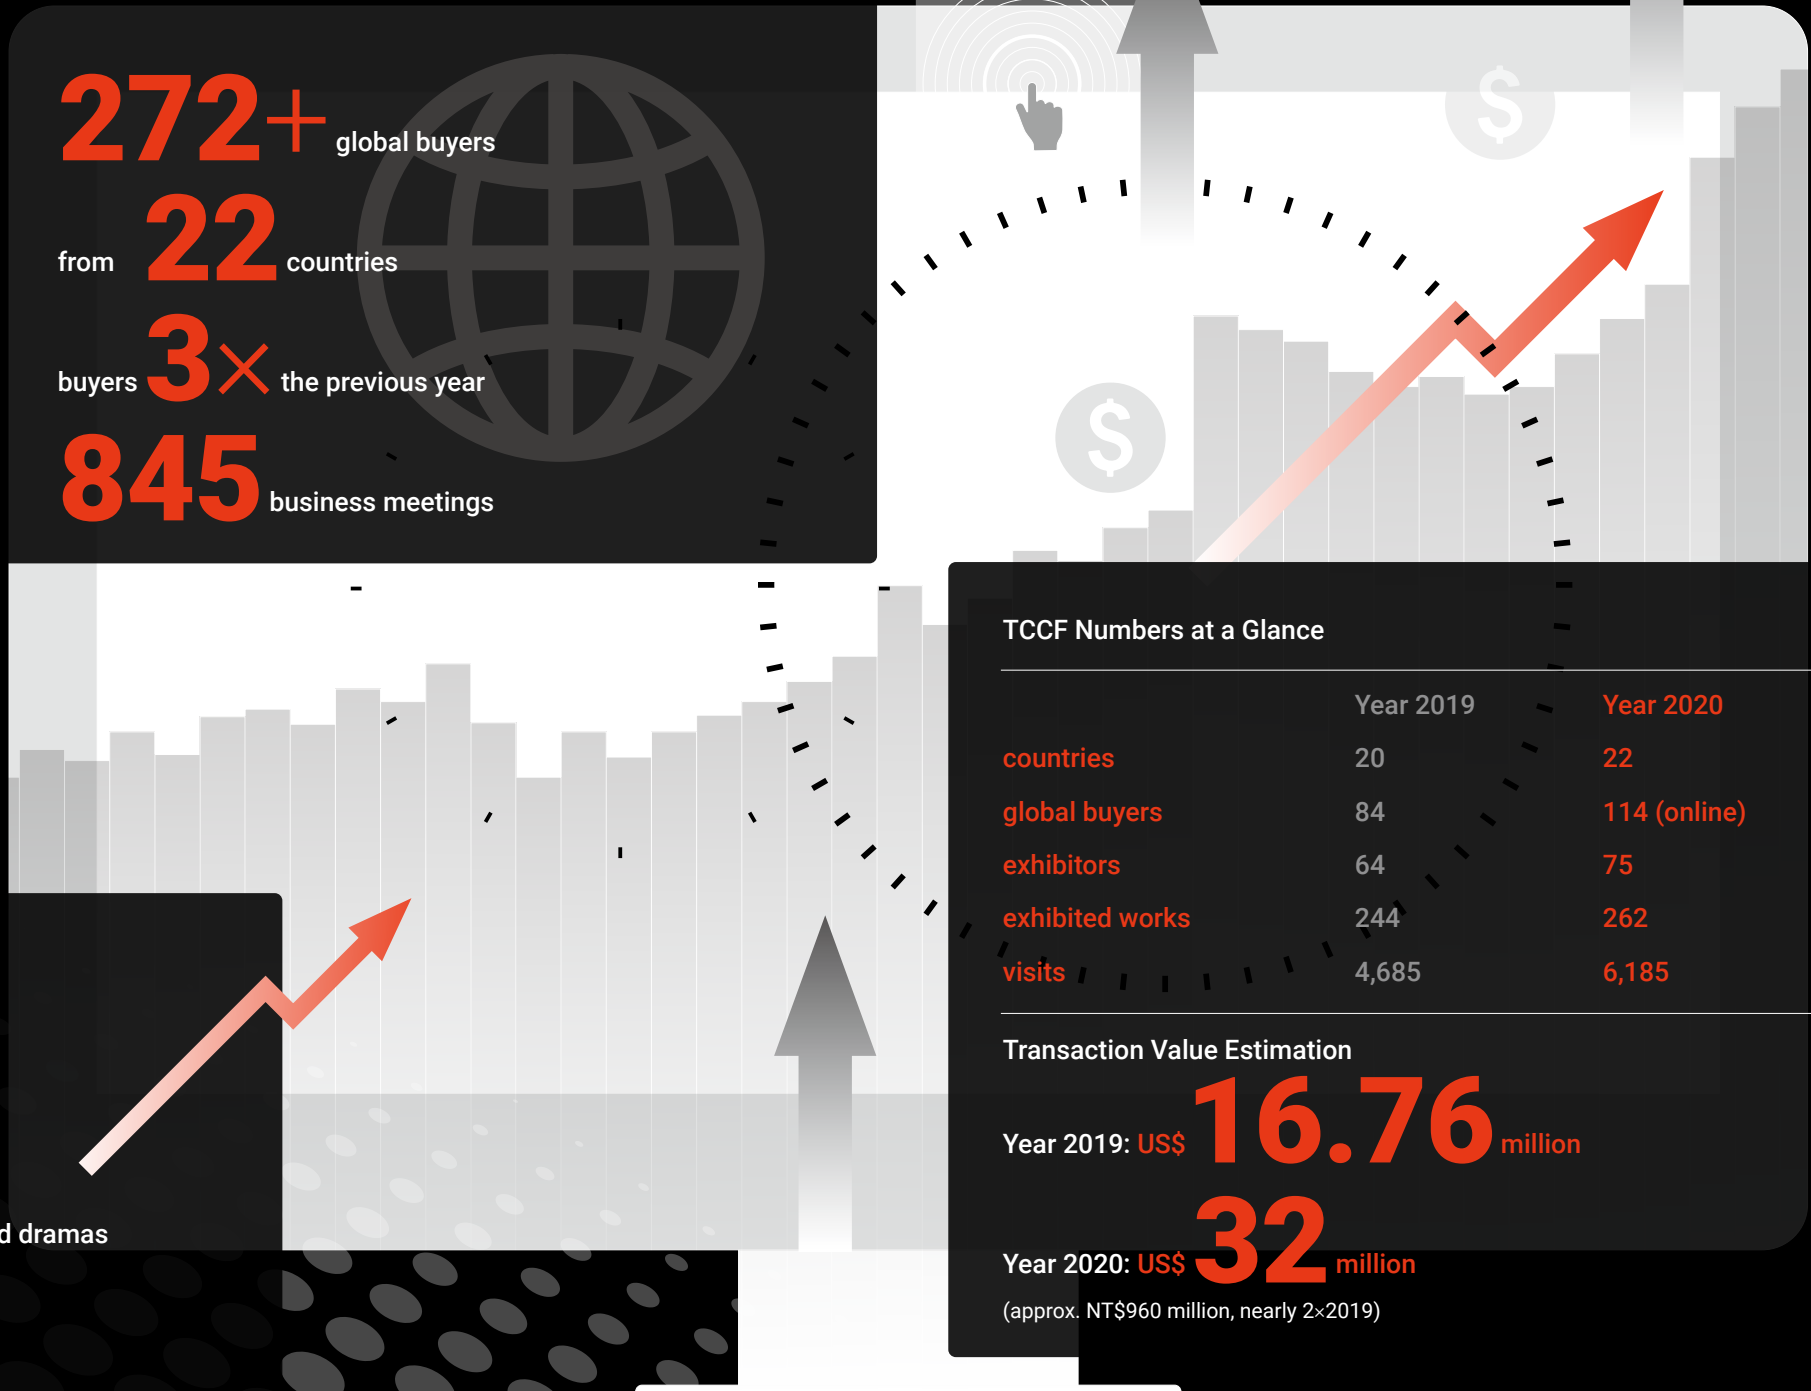 272+ global buyers
from 22 countries
buyers 3× the previous year
845 business meetings
TCCF Numbers at a Glance
Year 2019 Year 2020
countries 20 22
global buyers 84 114 (online)
exhibitors 64 75
exhibited works 244 262
visits 4,685 6,185
Transaction Value Estimation
Year 2019: US$ 16.76 million
Year 2020: US$ 32 million
(approx. NT$960 million, nearly 2×2019)
dramas